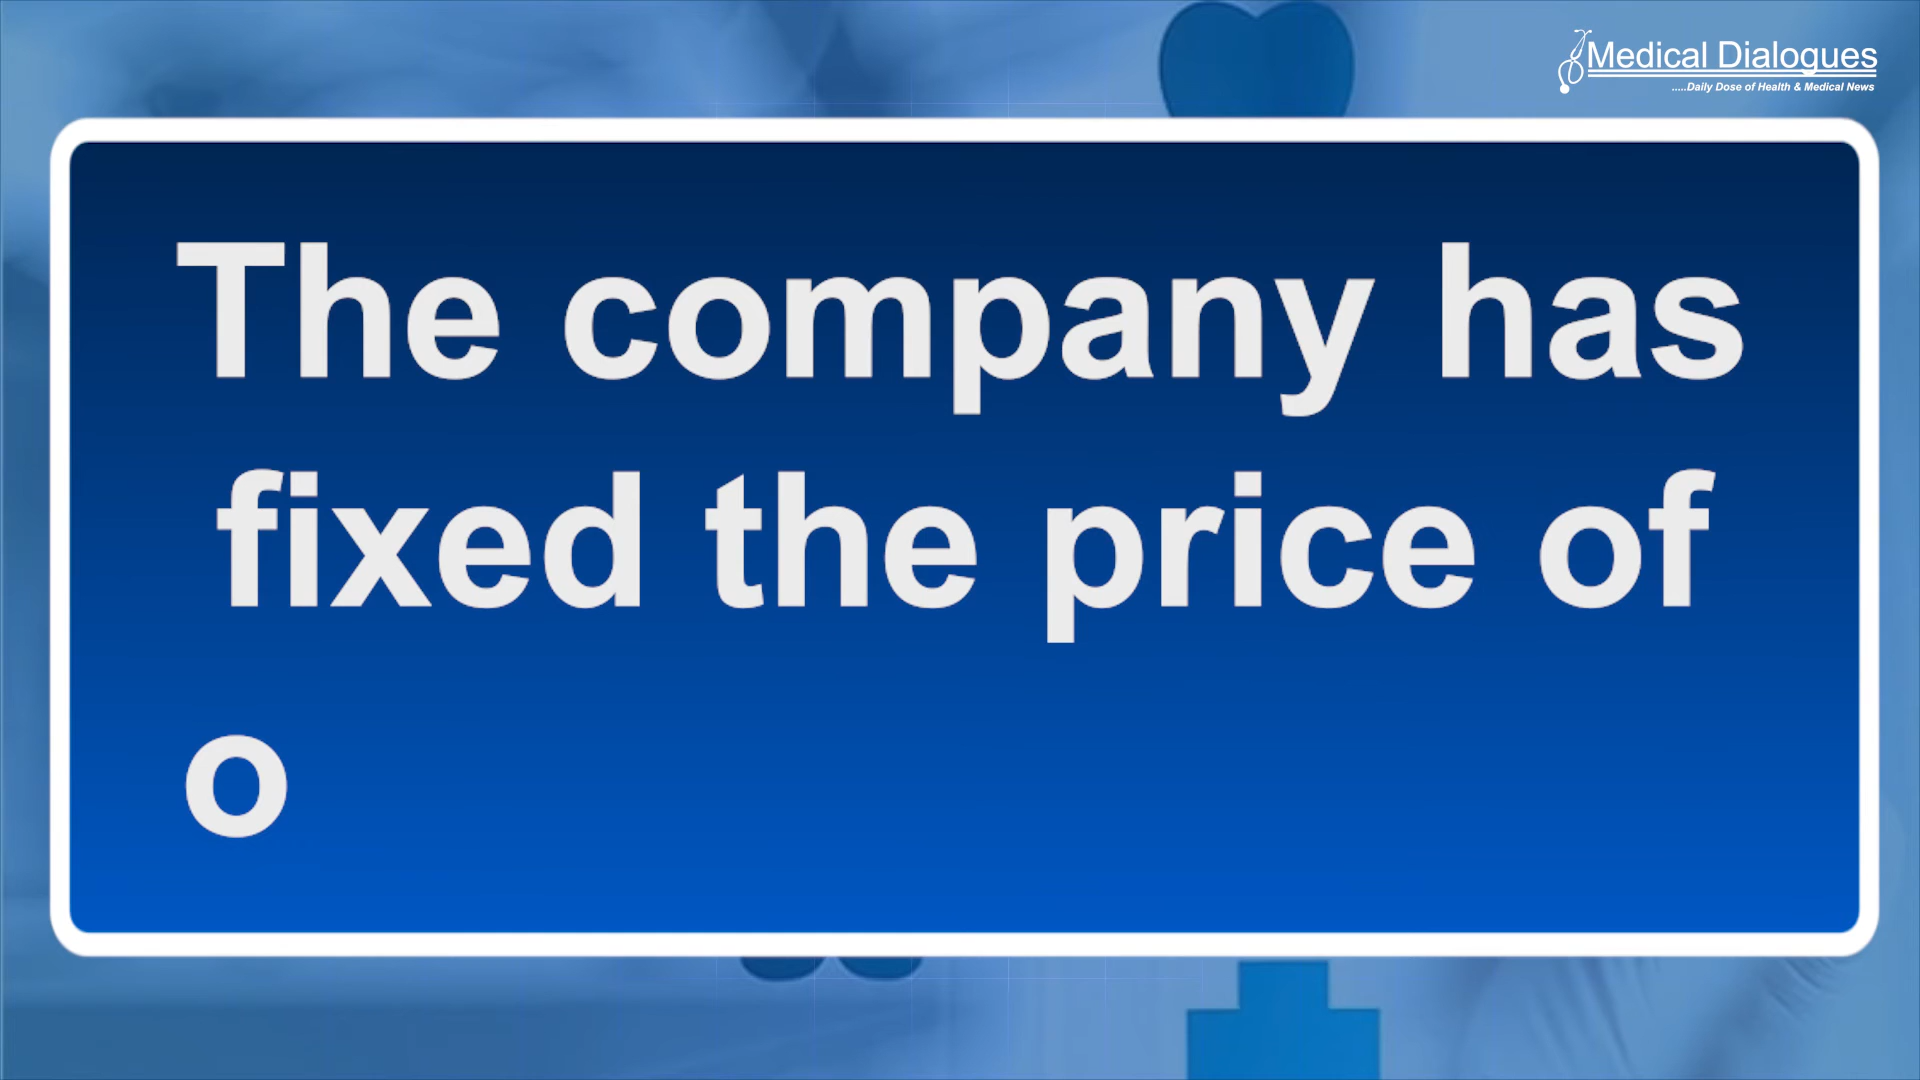 Medical Dialogues
.....Daily Dose of Health & Medical News
The company has
fixed the price of
o